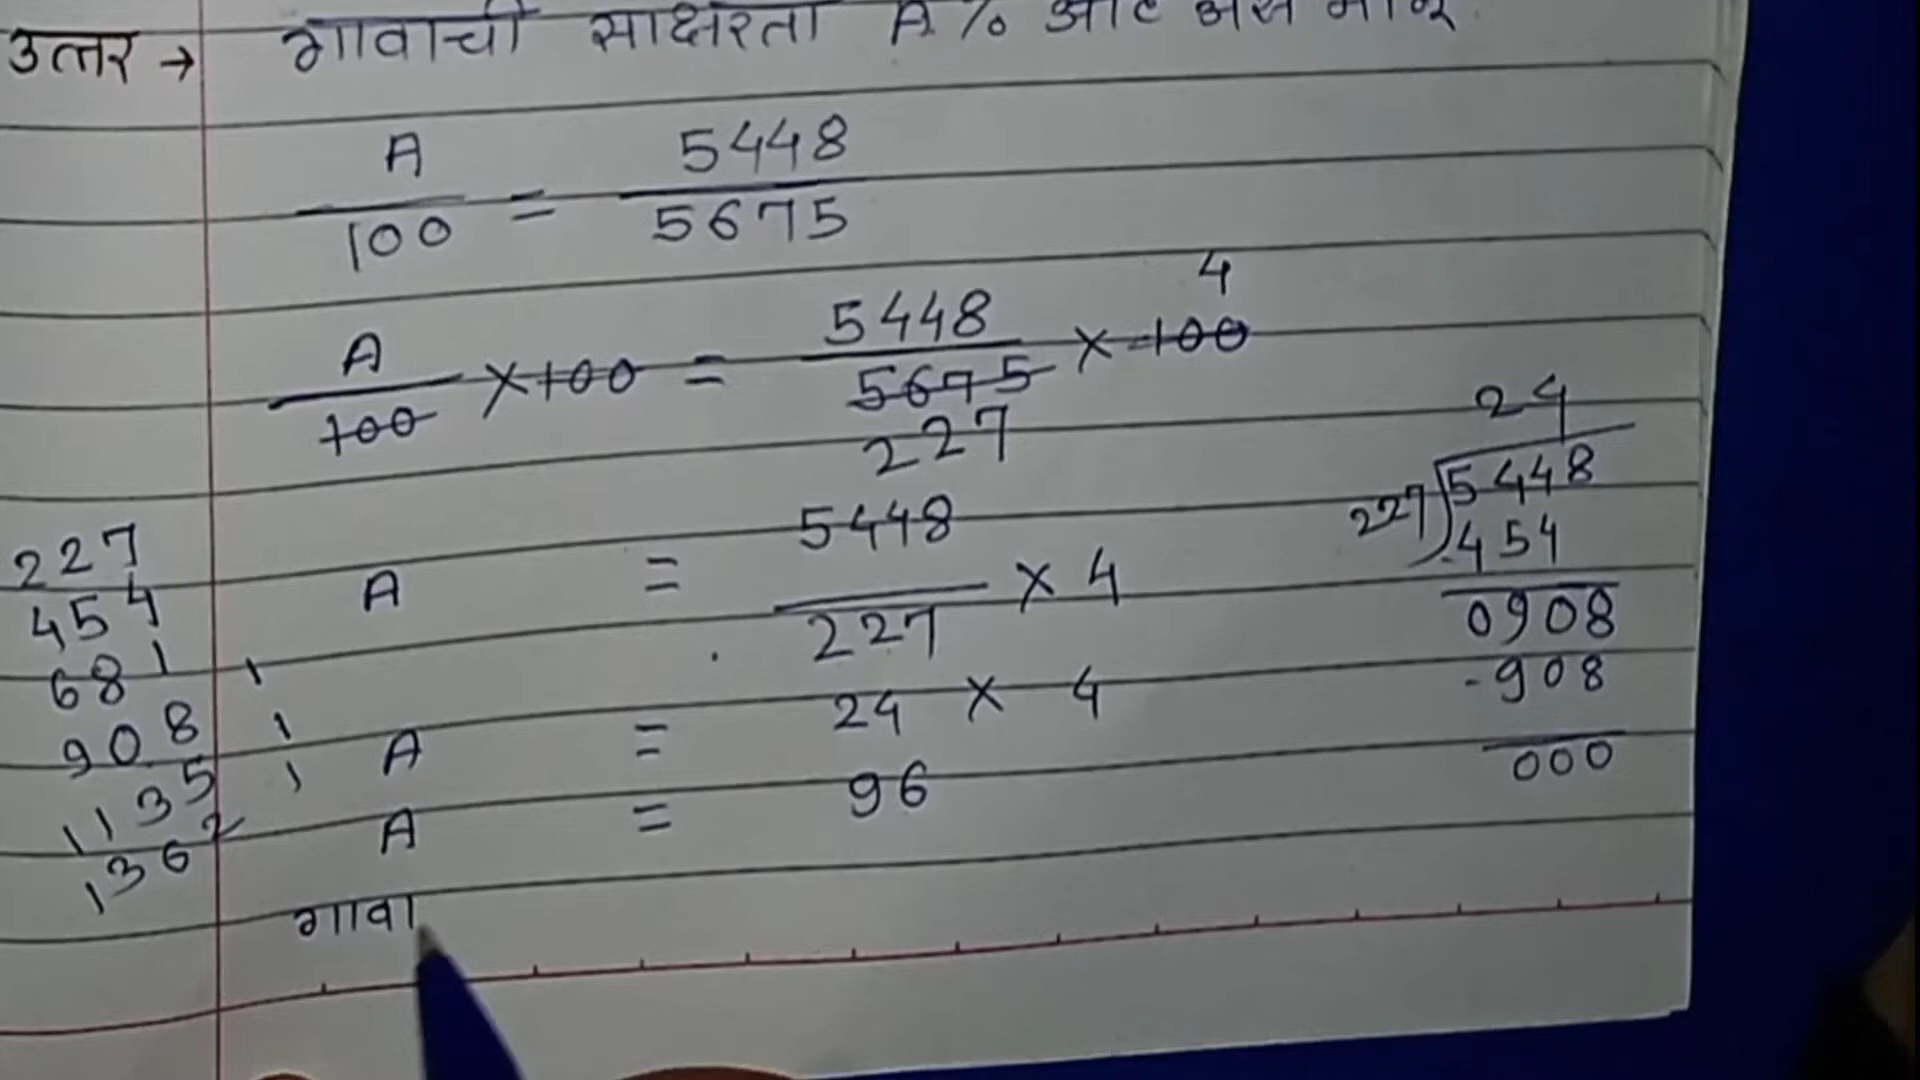 उत्तर → गावाची साक्षरता A% आहे असे मानू.
A/100 = 5448/5675
4
A/100 × 100 = 5448/5675 × 100
227
A = 5448/227 × 4
A = 24 × 4
A = 96
गावा
24
227)5448
454
0908
-908
000
227
454
681
908
1135
1362